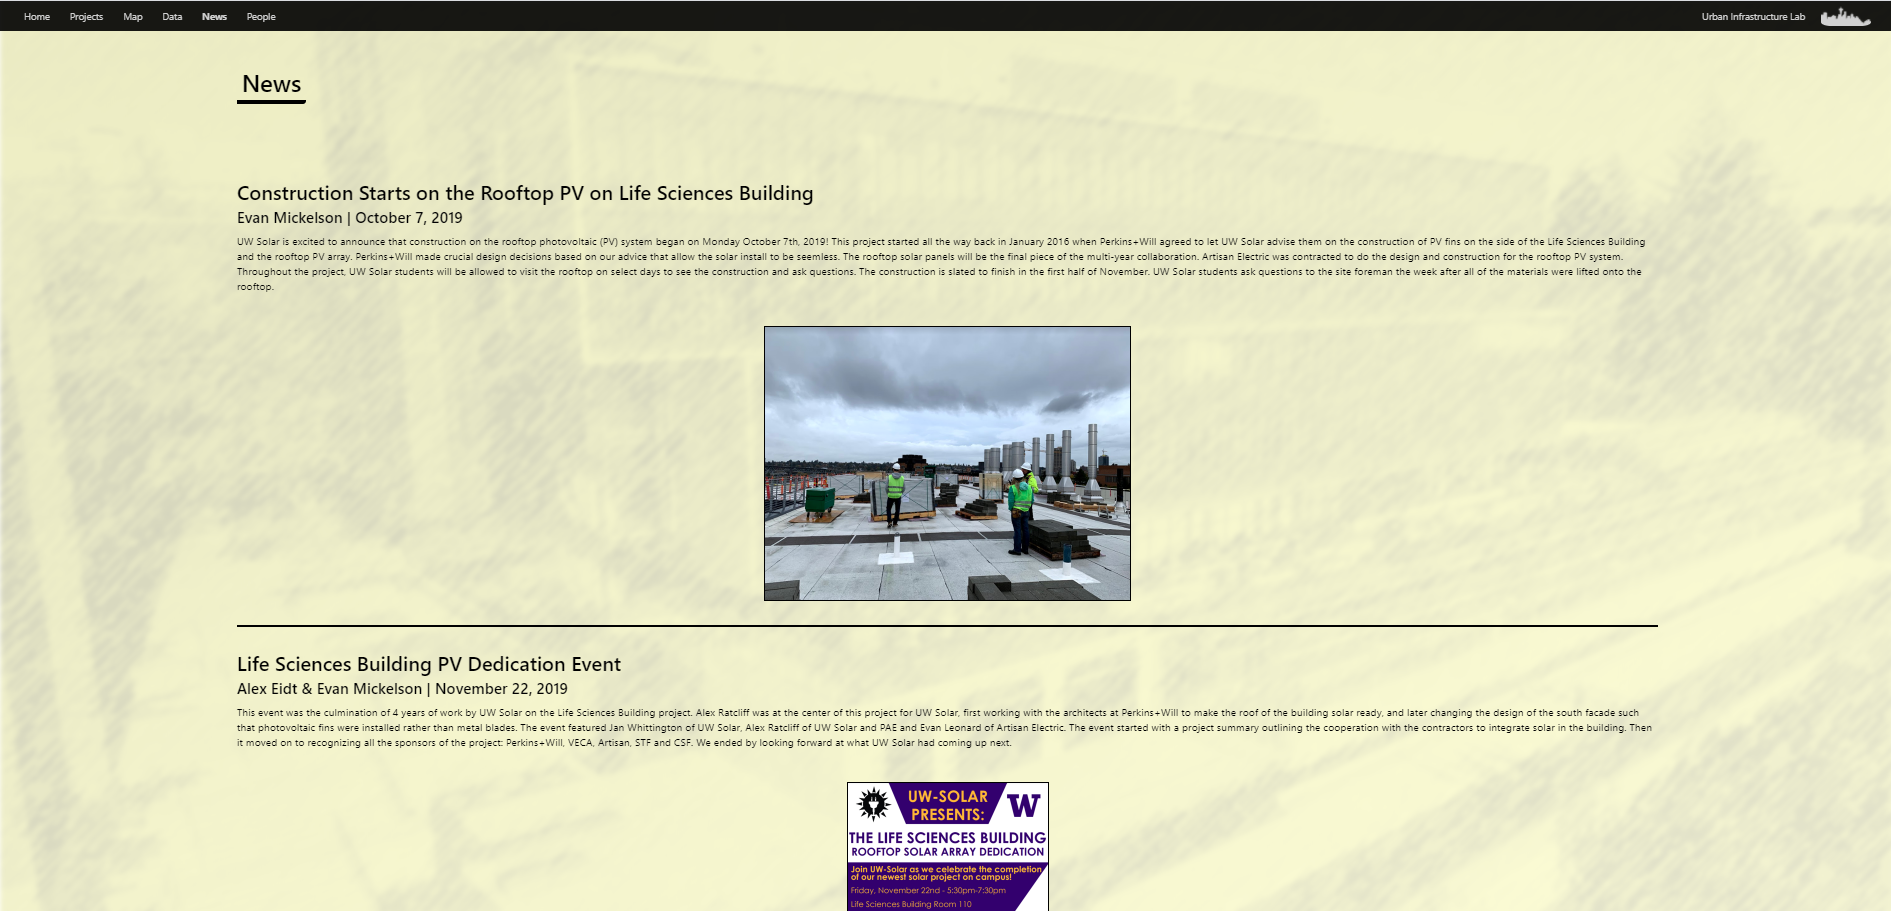 Home Projects Map Data News People Urban Infrastructure Lab
News
Construction Starts on the Rooftop PV on Life Sciences Building
Evan Mickelson | October 7, 2019
UW Solar is excited to announce that construction on the rooftop photovoltaic (PV) system began on Monday October 7th, 2019! This project started all the way back in January 2016 when Perkins+Will agreed to let UW Solar advise them on the construction of PV fins on the side of the Life Sciences Building
and the rooftop PV array. Perkins+Will made crucial design decisions based on our advice that allow the solar install to be seemless. The rooftop solar panels will be the final piece of the multi-year collaboration. Artisan Electric was contracted to do the design and construction for the rooftop PV system.
Throughout the project, UW Solar students will be allowed to visit the rooftop on select days to see the construction and ask questions. The construction is slated to finish in the first half of November. UW Solar students ask questions to the site foreman the week after all of the materials were lifted onto the
rooftop.
Life Sciences Building PV Dedication Event
Alex Eidt & Evan Mickelson | November 22, 2019
This event was the culmination of 4 years of work by UW Solar on the Life Sciences Building project. Alex Ratcliff was at the center of this project for UW Solar, first working with the architects at Perkins+Will to make the roof of the building solar ready, and later changing the design of the south facade such
that photovoltaic fins were installed rather than metal blades. The event featured Jan Whittington of UW Solar, Alex Ratcliff of UW Solar and PAE and Evan Leonard of Artisan Electric. The event started with a project summary outlining the cooperation with the contractors to integrate solar in the building. Then
it moved on to recognizing all the sponsors of the project: Perkins+Will, VECA, Artisan, STF and CSF. We ended by looking forward at what UW Solar had coming up next.
UW-SOLAR
PRESENTS:
W
THE LIFE SCIENCES BUILDING
ROOFTOP SOLAR ARRAY DEDICATION
Join UW-Solar as we celebrate the completion
of our newest solar project on campus!
Friday, November 22nd - 5:30pm-7:30pm
Life Sciences Building Room 110